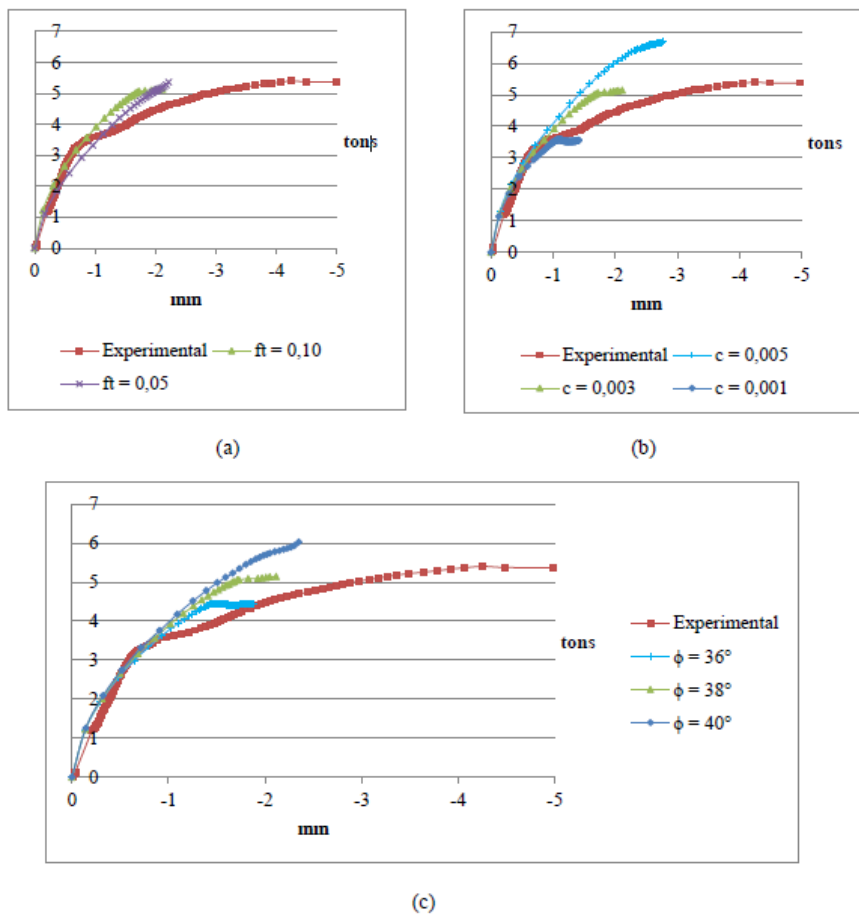 7
6
5
4
3
2
1
0
tons
0 -1 -2 -3 -4 -5
mm
Experimental ft = 0,10
ft = 0,05
(a)
7
6
5
4
3
2
1
0
tons
0 -1 -2 -3 -4 -5
mm
Experimental c = 0,005
c = 0,003 c = 0,001
(b)
7
6
5
4
3
2
1
0
tons
0 -1 -2 -3 -4 -5
mm
Experimental
ϕ = 36°
ϕ = 38°
ϕ = 40°
(c)